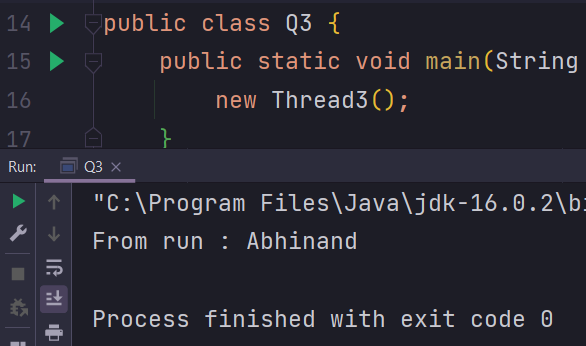 14 public class Q3 {
15 public static void main(String
16 new Thread3();
17 }
Run: Q3 ×
"C:\Program Files\Java\jdk-16.0.2\bi
From run : Abhinand
Process finished with exit code 0